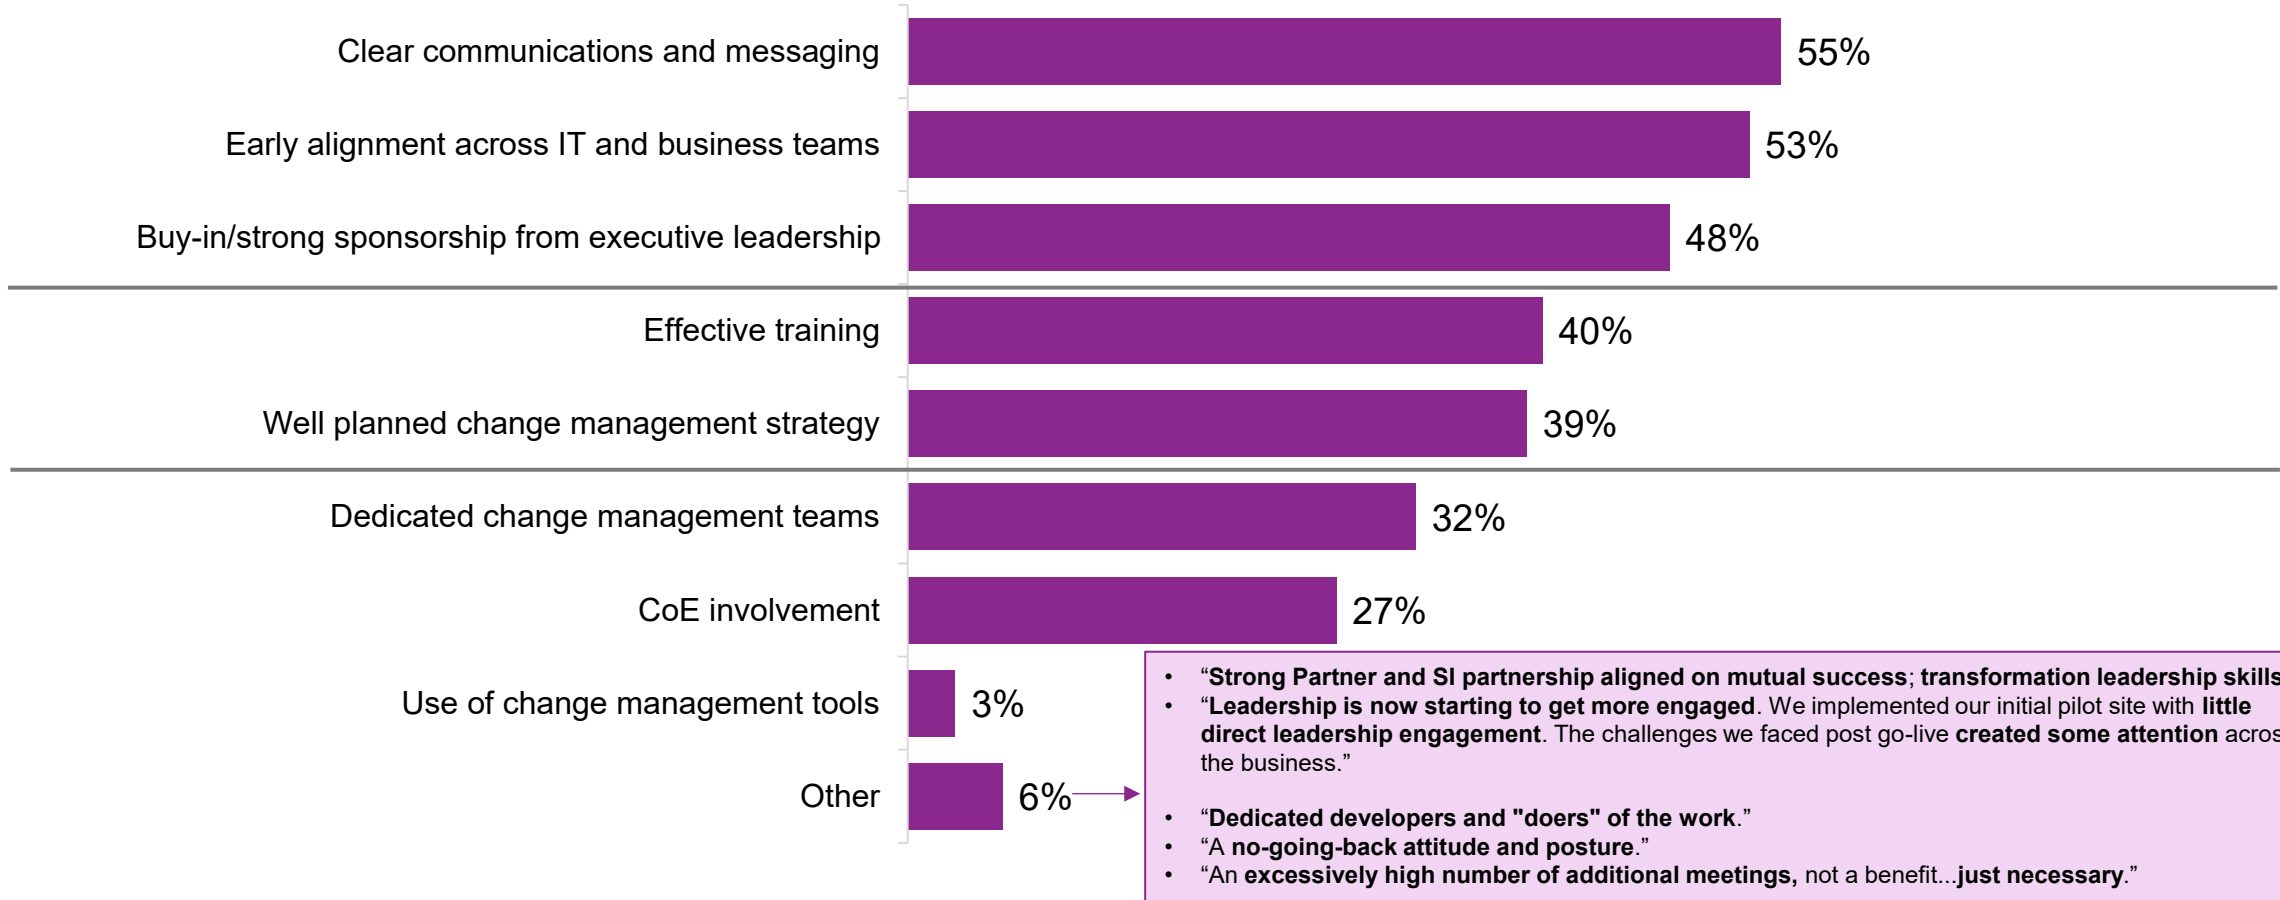 Clear communications and messaging 55%
Early alignment across IT and business teams 53%
Buy-in/strong sponsorship from executive leadership 48%
Effective training 40%
Well planned change management strategy 39%
Dedicated change management teams 32%
CoE involvement 27%
Use of change management tools 3%
Other 6%
• “Strong Partner and SI partnership aligned on mutual success; transformation leadership skills
• “Leadership is now starting to get more engaged. We implemented our initial pilot site with little
direct leadership engagement. The challenges we faced post go-live created some attention acros
the business.”
• “Dedicated developers and "doers" of the work.”
• “A no-going-back attitude and posture.”
• “An excessively high number of additional meetings, not a benefit...just necessary.”